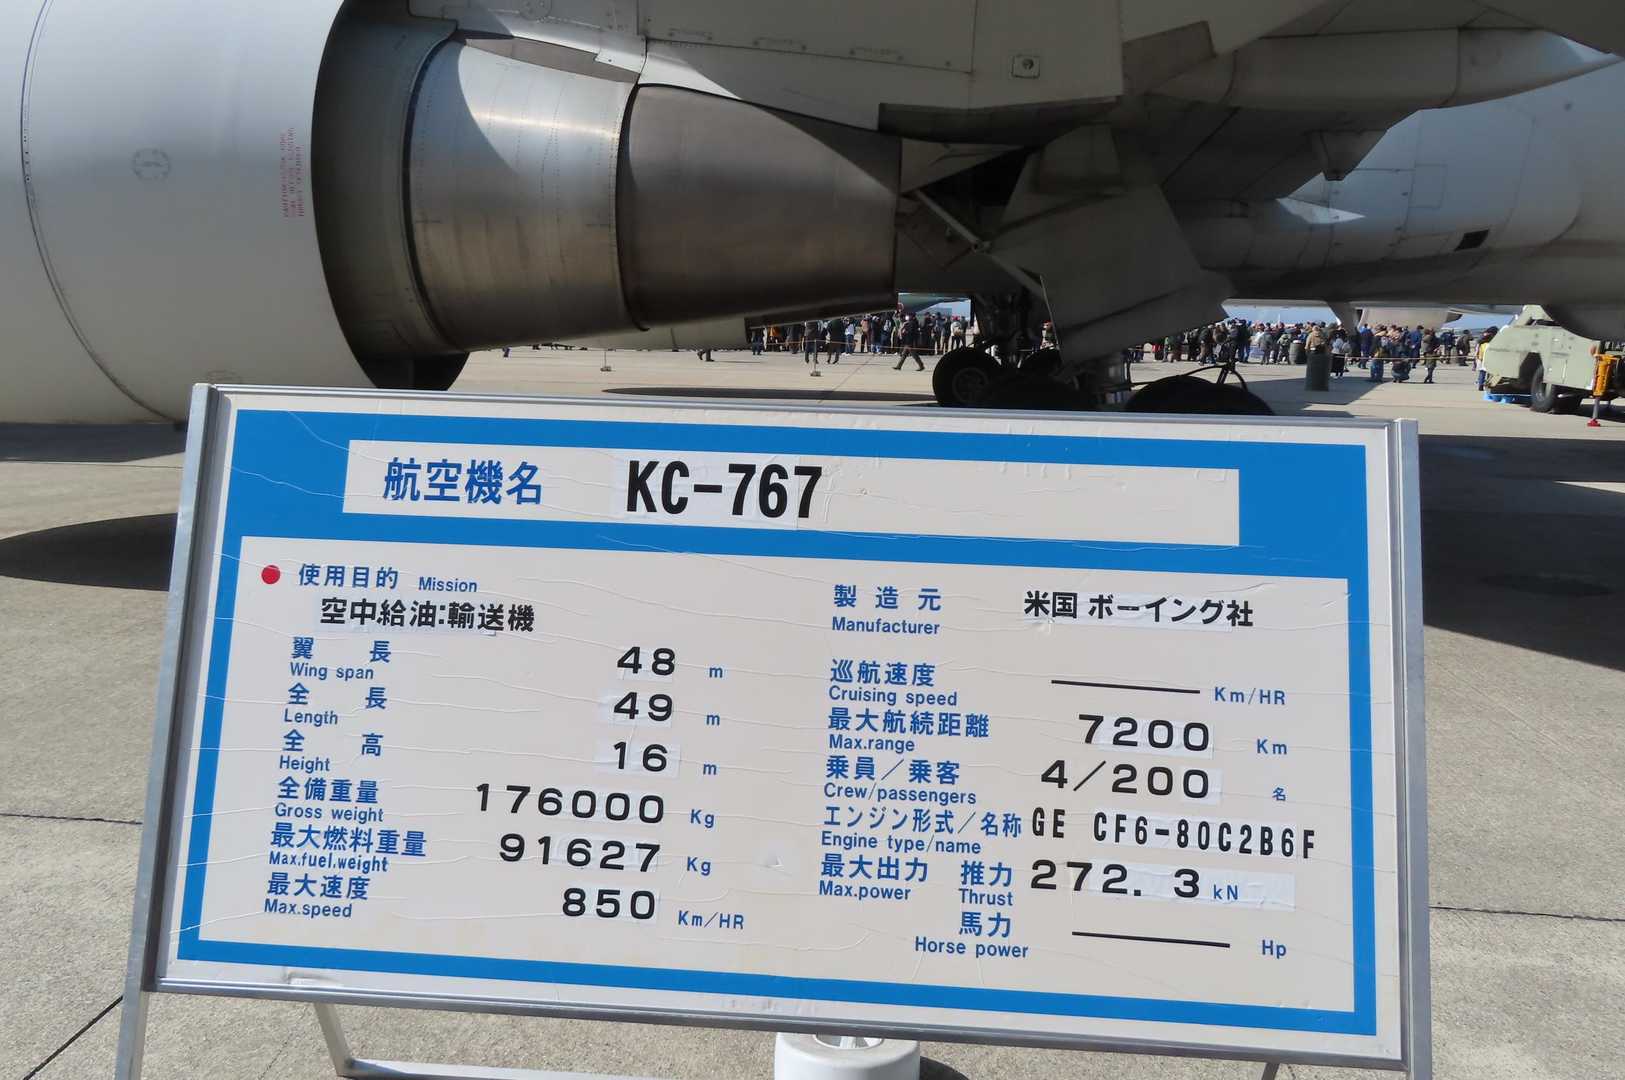 航空機名 KC-767
使用目的 Mission
空中給油:輸送機
翼長 48 m
Wing span
全長 49 m
Length
全高 16 m
Height
全備重量 176000 Kg
Gross weight
最大燃料重量 91627 Kg
Max.fuel.weight
最大速度 850 Km/HR
Max.speed
製造元 米国 ボーイング社
Manufacturer
巡航速度 Km/HR
Cruising speed
最大航続距離 7200 Km
Max.range
乗員/乗客 4/200 名
Crew/passengers
エンジン形式/名称 GE CF6-80C2B6F
Engine type/name
最大出力 推力 272.3 kN
Max.power Thrust
馬力 Hp
Horse power